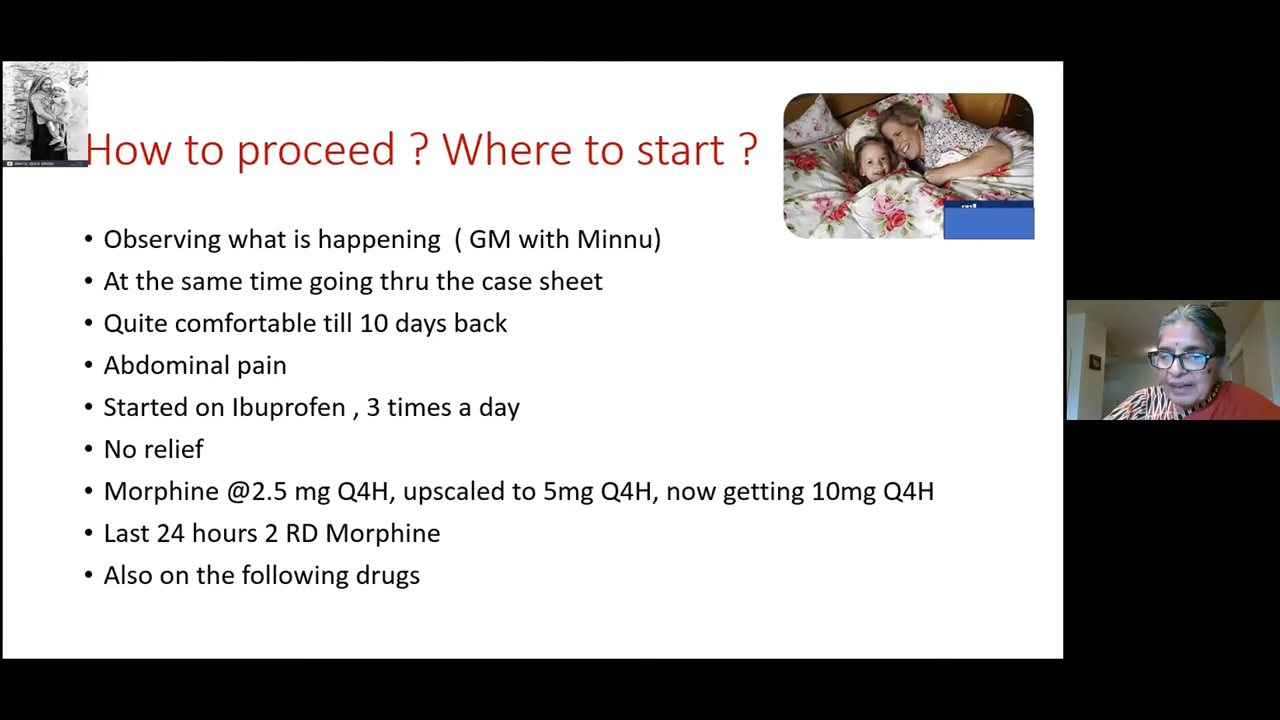 How to proceed ? Where to start ?
• Observing what is happening ( GM with Minnu)
• At the same time going thru the case sheet
• Quite comfortable till 10 days back
• Abdominal pain
• Started on Ibuprofen , 3 times a day
• No relief
• Morphine @2.5 mg Q4H, upscaled to 5mg Q4H, now getting 10mg Q4H
• Last 24 hours 2 RD Morphine
• Also on the following drugs